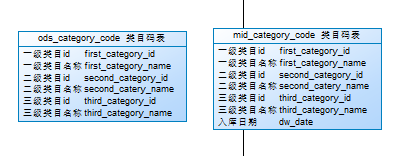 ods_category_code 类目码表
一级类目id first_category_id
一级类目名称 first_category_name
二级类目id second_category_id
二级类目名称 second_catery_name
三级类目id third_category_id
三级类目名称 third_category_name
mid_category_code 类目码表
一级类目id first_category_id
一级类目名称 first_category_name
二级类目id second_category_id
二级类目名称 second_catery_name
三级类目id third_category_id
三级类目名称 third_category_name
入库日期 dw_date